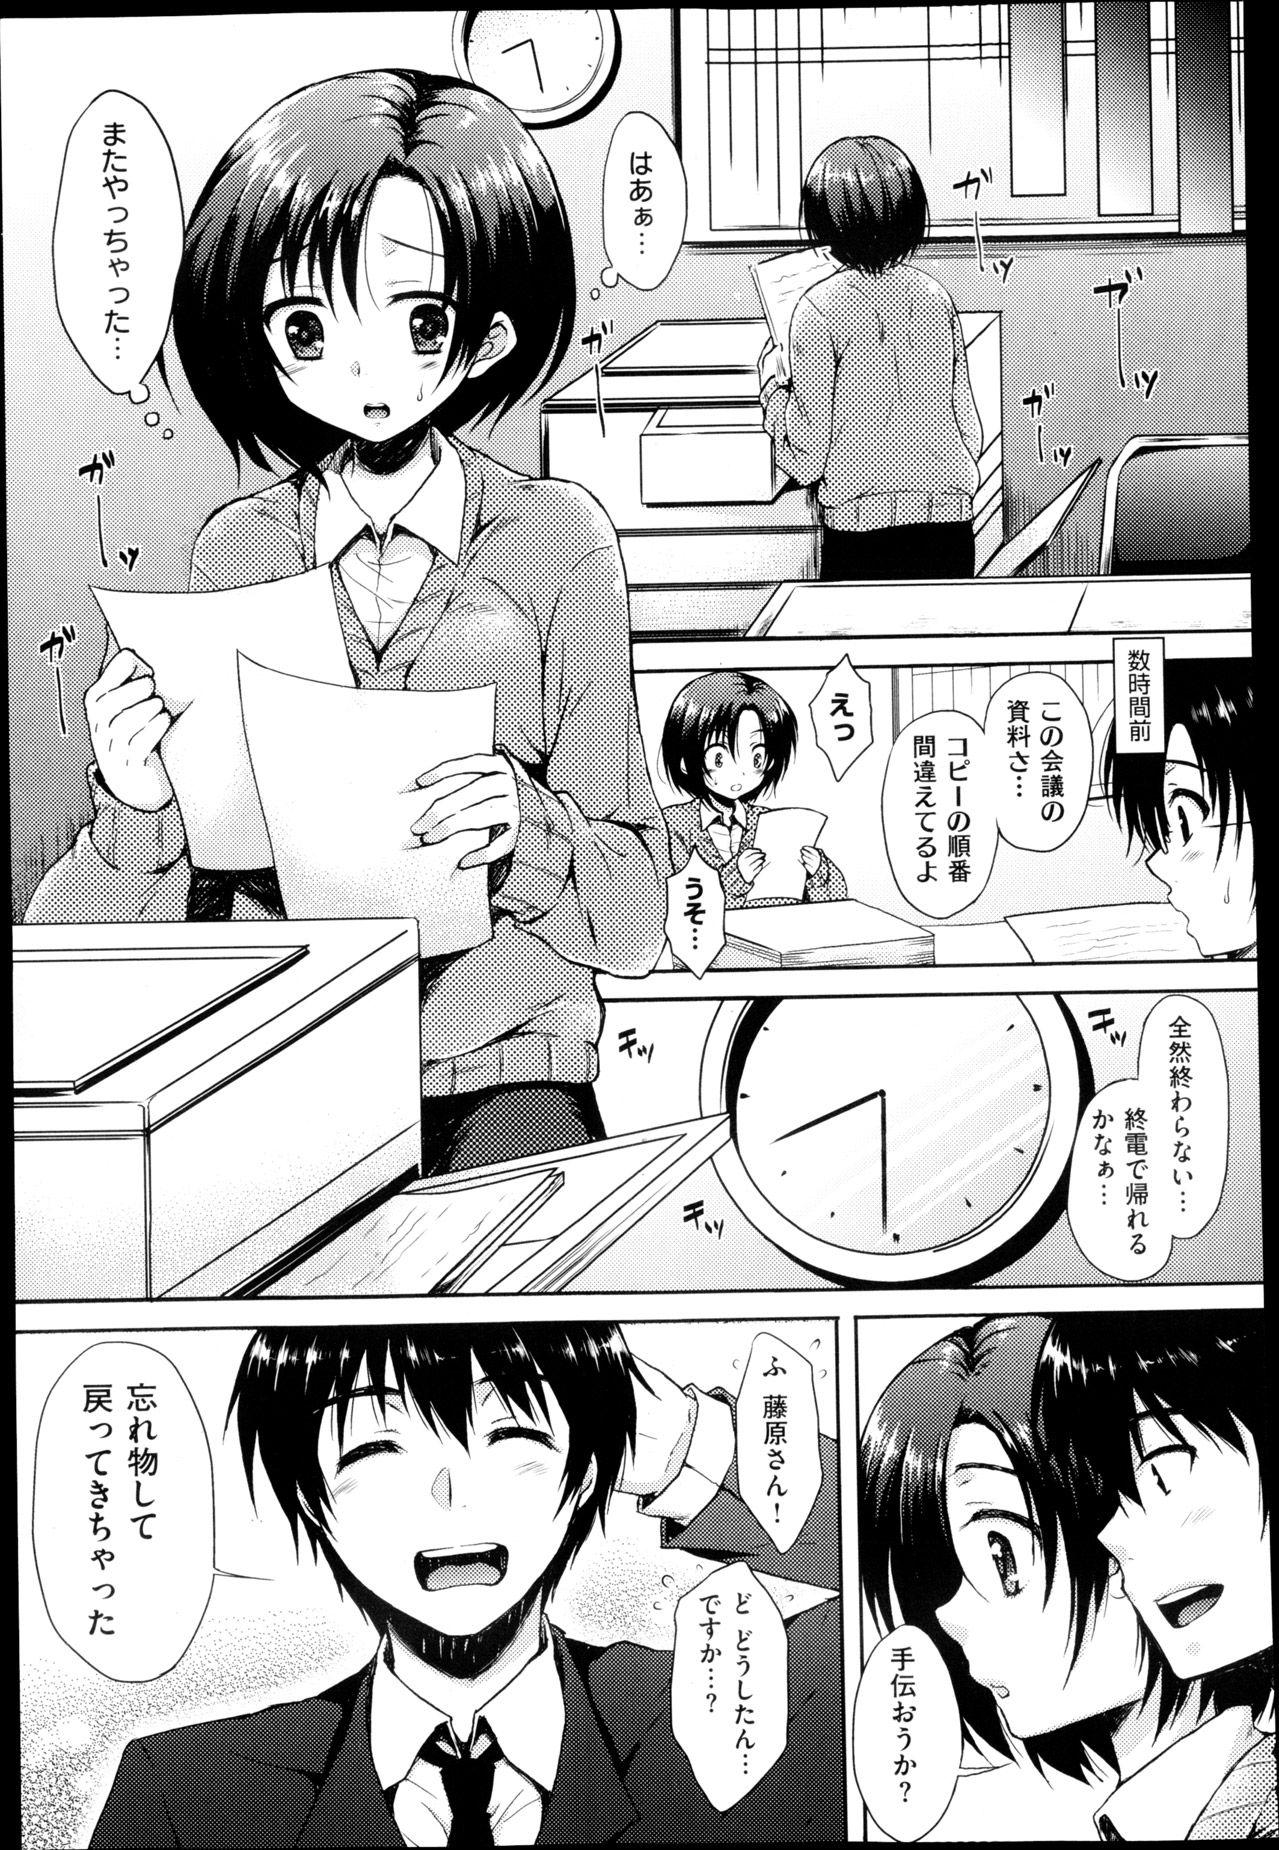 ガーッ
ガーッ
ガーッ
ガーッ
ガーッ
はあぁ…
またやっちゃった…
ガーッ
ガーッ
数時間前
この会議の
資料さ…
コピーの順番
間違えてるよ
えっ
うそ…
全然終わらない…
終電で帰れる
かなぁ…
キッ
キッ
キッ
手伝おうか?
ふ 藤原さん!
ど どうしたん…
ですか…?
忘れ物して
戻ってきちゃった